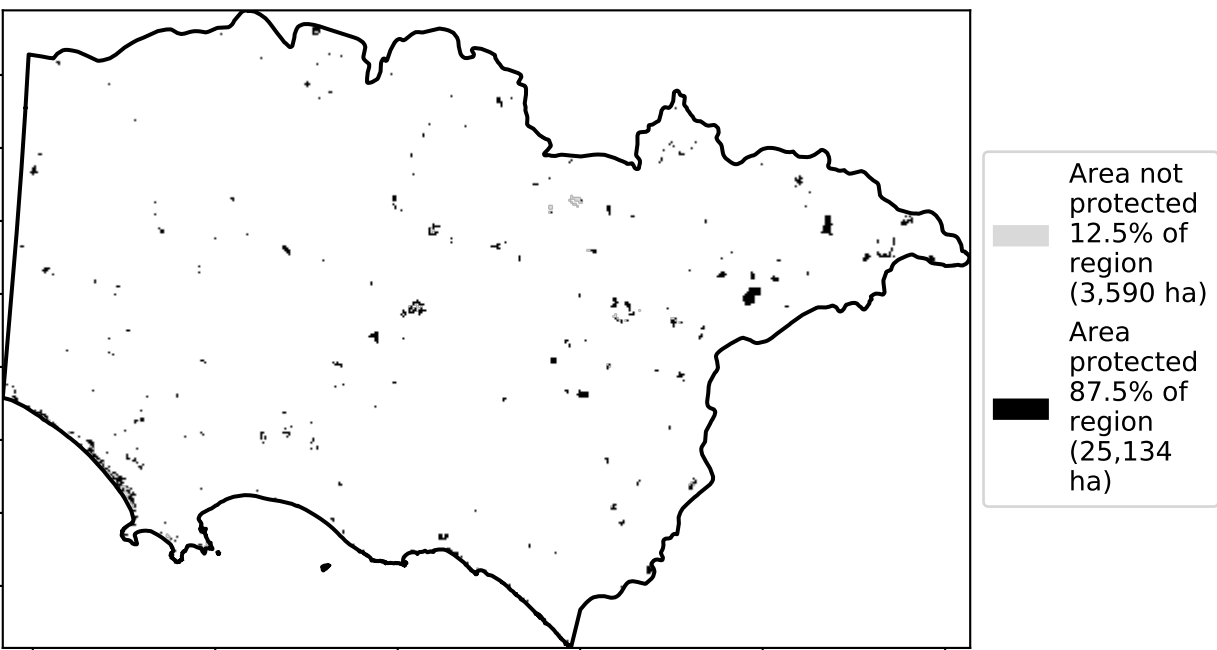 Area not
protected
12.5% of
region
(3,590 ha)
Area
protected
87.5% of
region
(25,134
ha)